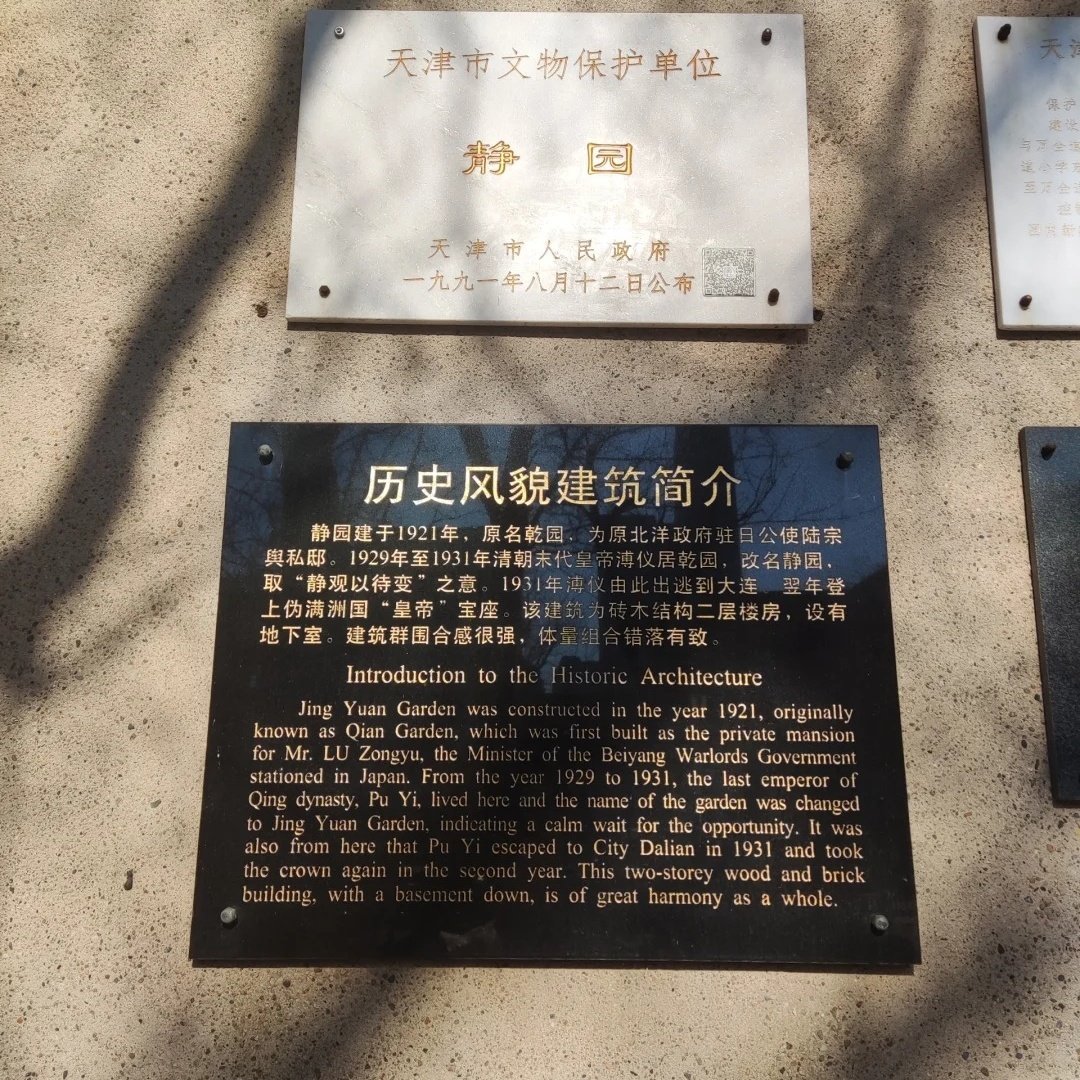 天津市文物保护单位
静园
天津市人民政府
一九九一年八月十二日公布
历史风貌建筑简介
静园建于1921年，原名乾园，为原北洋政府驻日公使陆宗
舆私邸。1929年至1931年清朝末代皇帝溥仪居乾园，改名静园，
取“静观以待变”之意。1931年溥仪由此出逃到大连 翌年登
上伪满洲国“皇帝”宝座。该建筑为砖木结构二层楼房，设有
地下室。建筑群围合感很强，体量组合错落有致。
Introduction to the Historic Architecture
Jing Yuan Garden was constructed in the year 1921, originally
known as Qian Garden, which was first built as the private mansion
for Mr. LU Zongyu, the Minister of the Beiyang Warlords Government
stationed in Japan. From the year 1929 to 1931, the last emperor of
Qing dynasty, Pu Yi, lived here and the name of the garden was changed
to Jing Yuan Garden, indicating a calm wait for the opportunity. It was
also from here that Pu Yi escaped to City Dalian in 1931 and took
the crown again in the second year. This two-storey wood and brick
building, with a basement down, is of great harmony as a whole.
天
保护
至